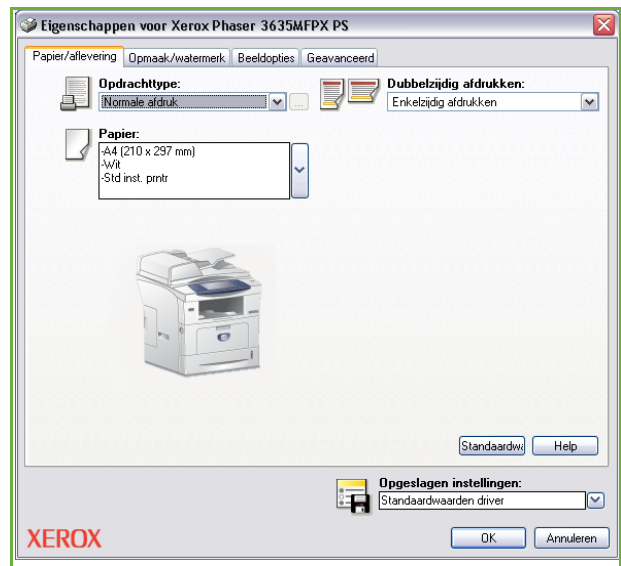 Eigenschappen voor Xerox Phaser 3635MFPX PS
Papier/aflevering Opmaak/watermerk Beeldopties Geavanceerd
Opdrachttype:
Normale afdruk
...
Dubbelzijdig afdrukken:
Enkelzijdig afdrukken
Papier:
-A4 (210 x 297 mm)
-Wit
-Std inst. prntr
Standaardwa
Help
Opgeslagen instellingen:
Standaardwaarden driver
XEROX
OK
Annuleren